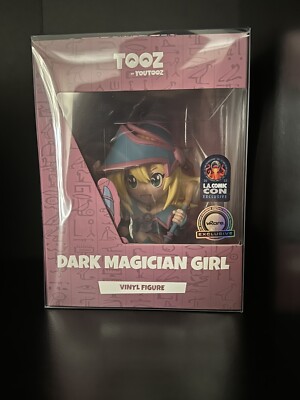 TOOZ
BY YOUTOOZ
L.A. COMIC
CON
EXCLUSIVE
EXCLUSIVE
DARK MAGICIAN GIRL
VINYL FIGURE